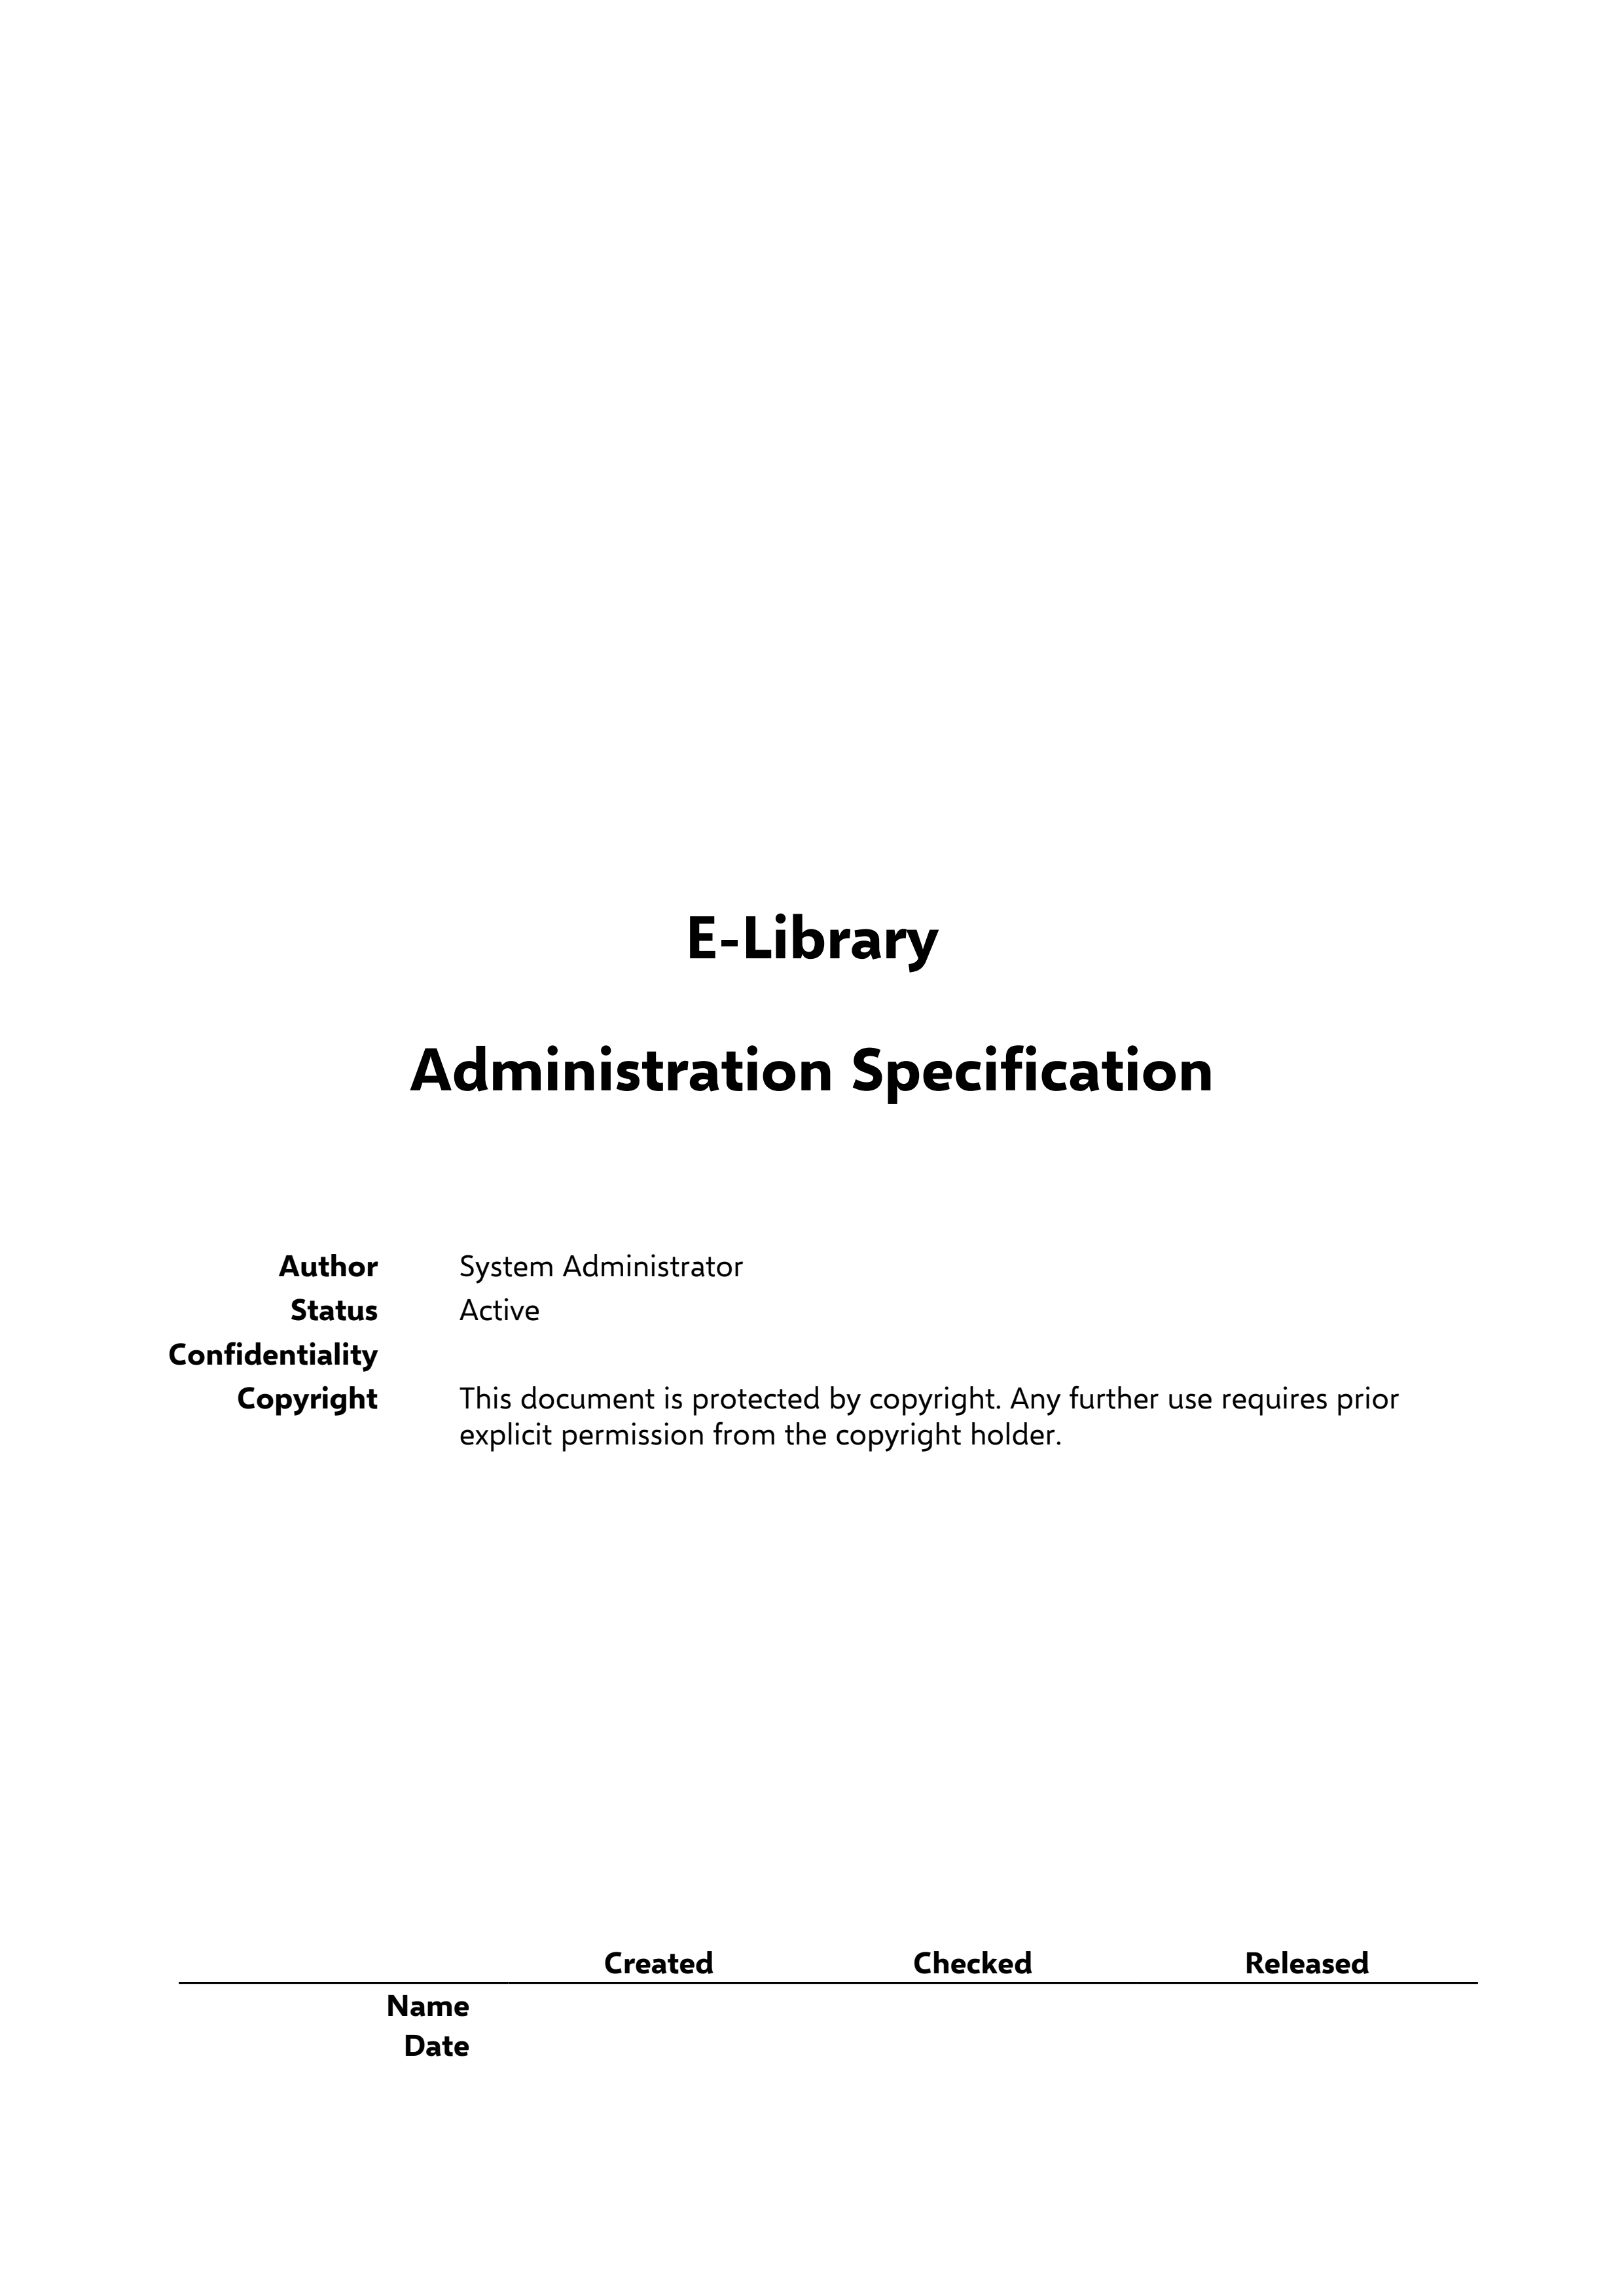 E-Library
Administration Specification
Author System Administrator
Status Active
Confidentiality
Copyright This document is protected by copyright. Any further use requires prior
explicit permission from the copyright holder.
Created Checked Released
Name
Date